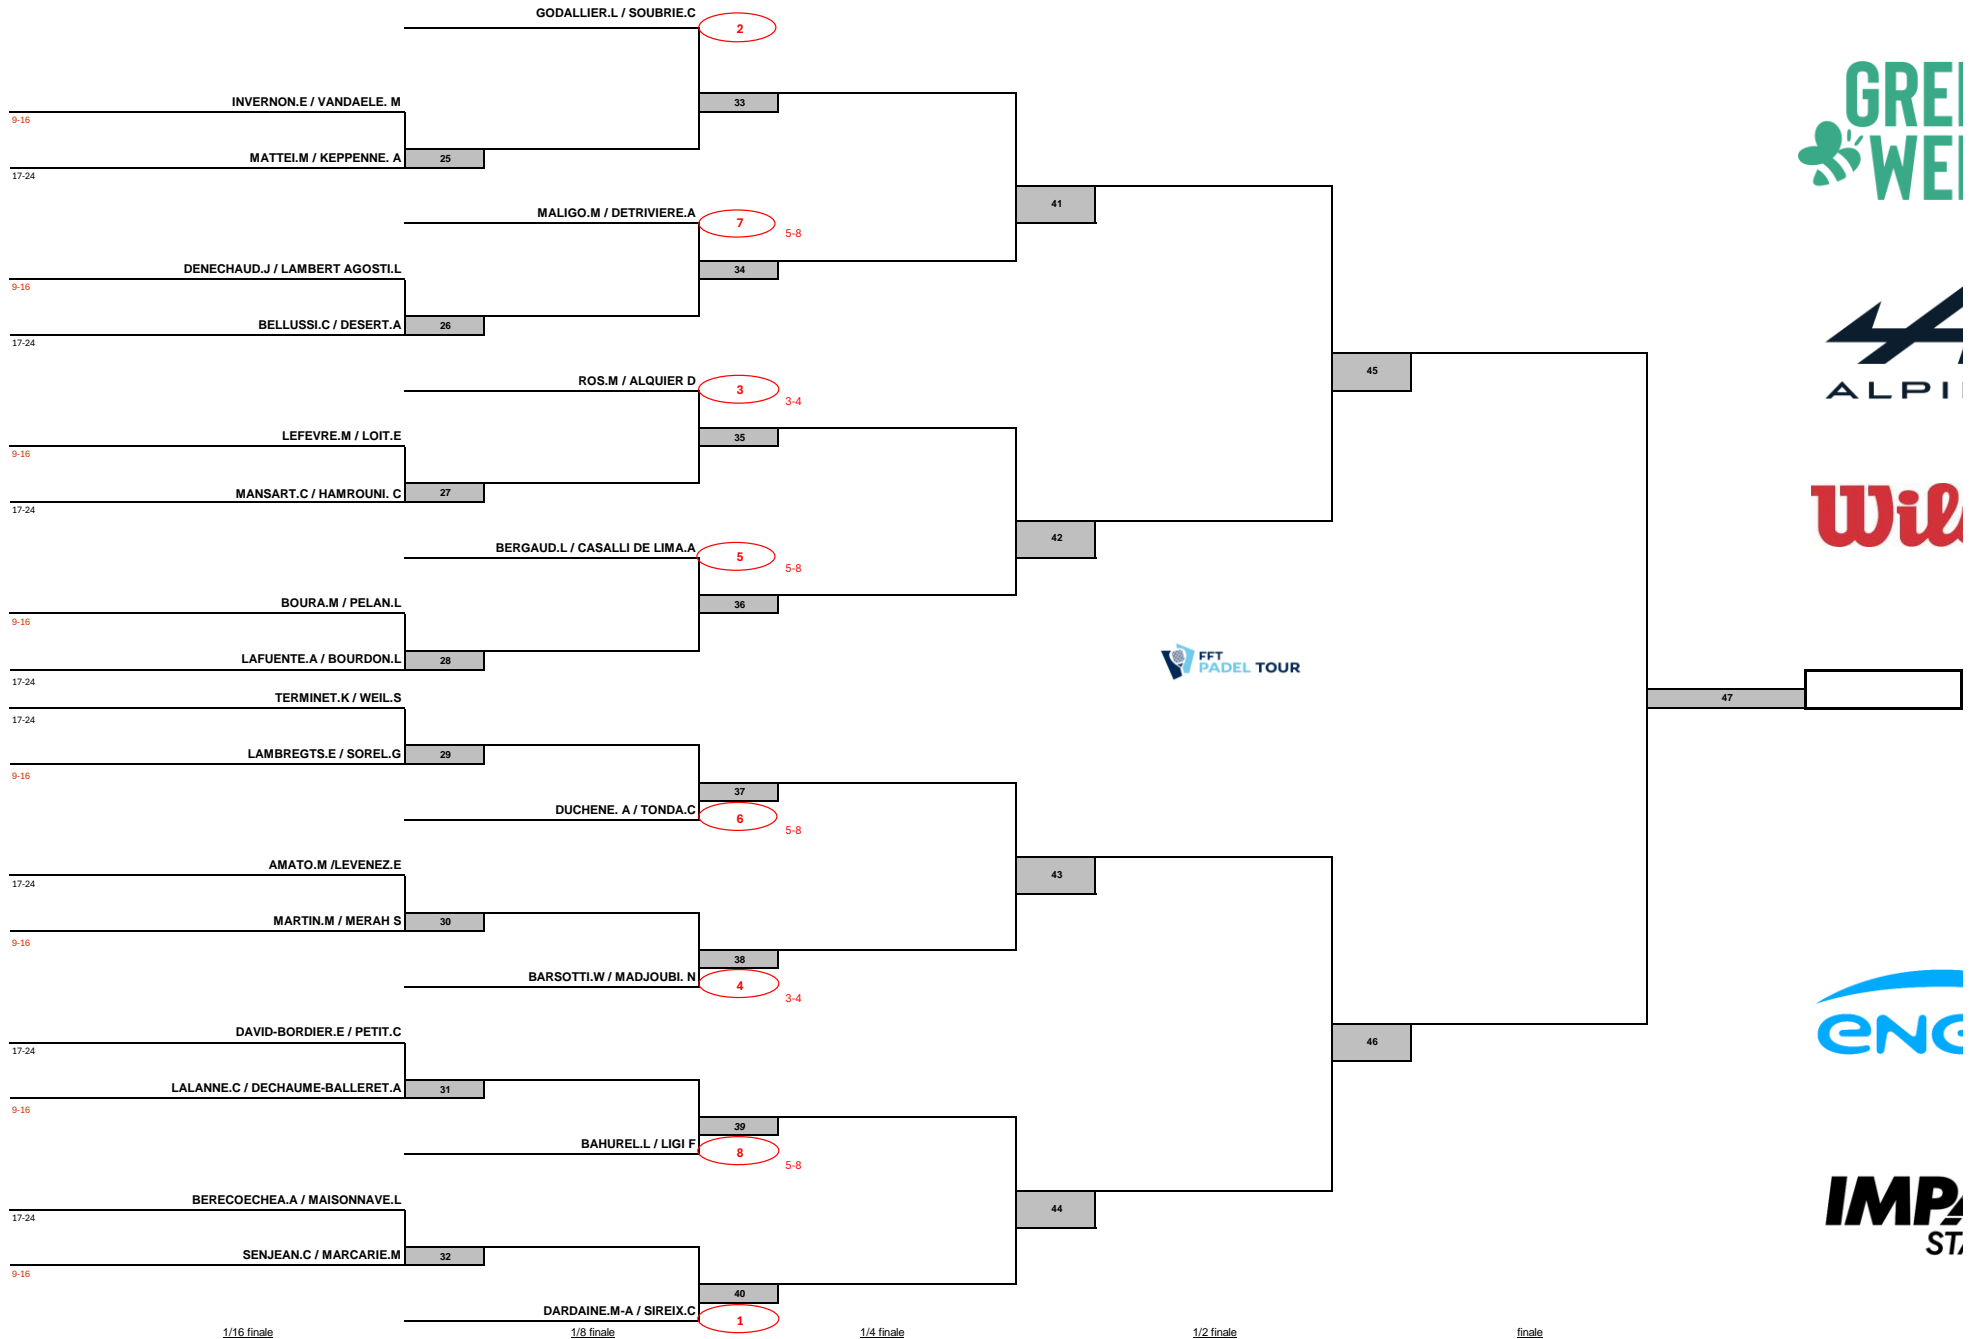 GODALLIER.L / SOUBRIE.C
2
INVERNON.E / VANDAELE. M
9-16
33
MATTEI.M / KEPPENNE. A
25
17-24
MALIGO.M / DETRIVIERE.A
7
5-8
41
DENECHAUD.J / LAMBERT AGOSTI.L
9-16
34
BELLUSSI.C / DESERT.A
26
17-24
ROS.M / ALQUIER D
3
3-4
45
LEFEVRE.M / LOIT.E
9-16
35
MANSART.C / HAMROUNI. C
27
17-24
BERGAUD.L / CASALLI DE LIMA.A
5
5-8
42
BOURA.M / PELAN.L
9-16
36
LAFUENTE.A / BOURDON.L
28
17-24
FFT
PADEL TOUR
TERMINET.K / WEIL.S
17-24
47
LAMBREGTS.E / SOREL.G
29
9-16
37
DUCHENE. A / TONDA.C
6
5-8
AMATO.M /LEVENEZ.E
17-24
43
MARTIN.M / MERAH S
30
9-16
38
BARSOTTI.W / MADJOUBI. N
4
3-4
DAVID-BORDIER.E / PETIT.C
17-24
46
LALANNE.C / DECHAUME-BALLERET.A
31
9-16
39
BAHUREL.L / LIGI F
8
5-8
BERECOECHEA.A / MAISONNAVE.L
17-24
44
SENJEAN.C / MARCARIE.M
32
9-16
40
DARDAINE.M-A / SIREIX.C
1
1/16 finale
1/8 finale
1/4 finale
1/2 finale
finale